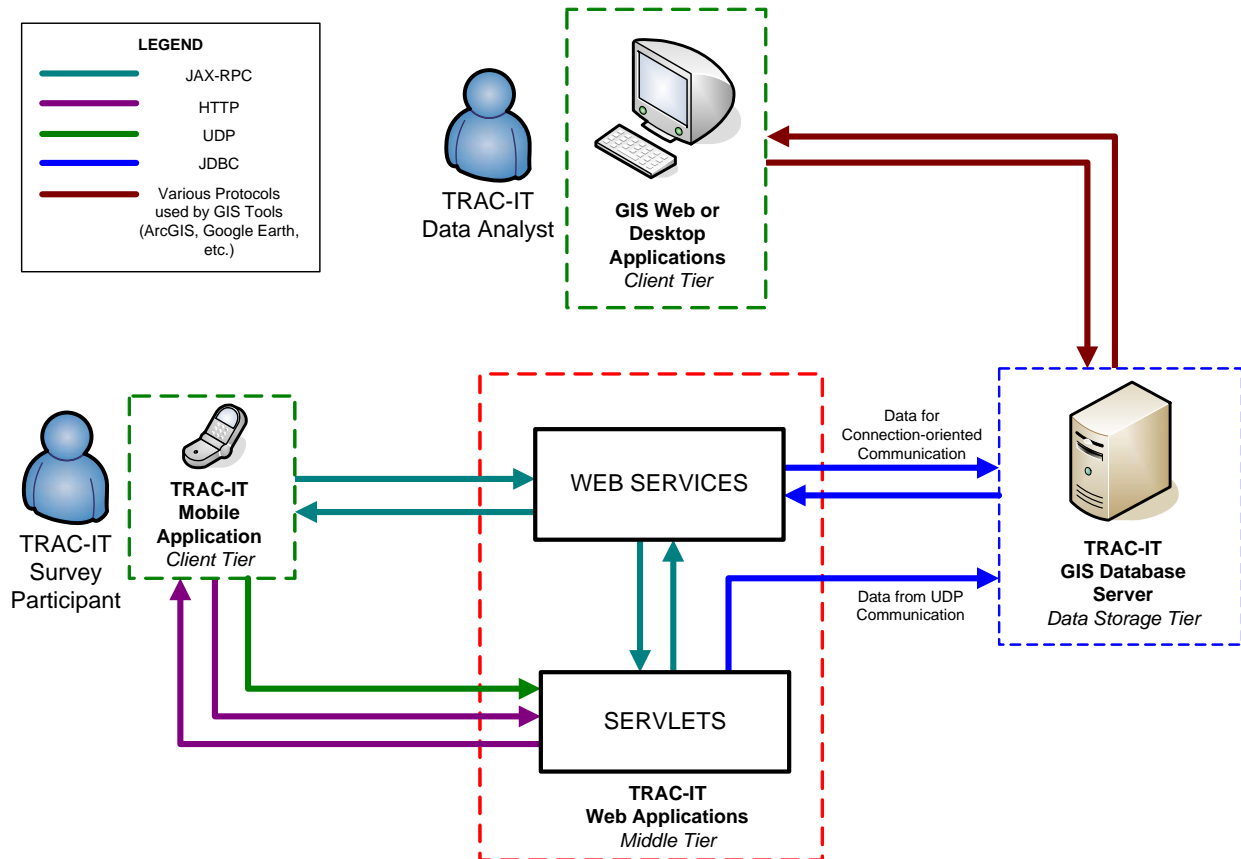 LEGEND
JAX-RPC
HTTP
UDP
JDBC
Various Protocols
used by GIS Tools
(ArcGIS, Google Earth,
etc.)
TRAC-IT
Data Analyst
GIS Web or
Desktop
Applications
Client Tier
TRAC-IT
Survey
Participant
TRAC-IT
Mobile
Application
Client Tier
WEB SERVICES
SERVLETS
TRAC-IT
Web Applications
Middle Tier
Data for
Connection-oriented
Communication
Data from UDP
Communication
TRAC-IT
GIS Database
Server
Data Storage Tier